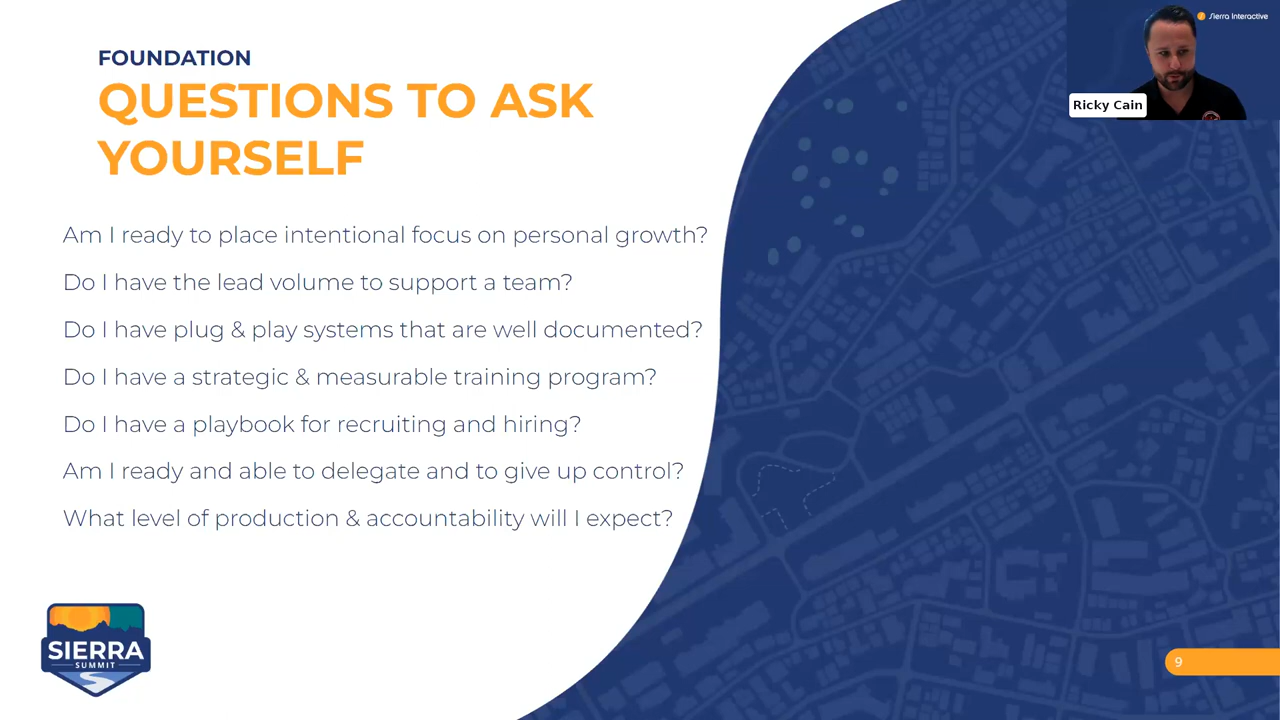 Sierra Interactive
Ricky Cain
FOUNDATION
QUESTIONS TO ASK
YOURSELF
Am I ready to place intentional focus on personal growth?
Do I have the lead volume to support a team?
Do I have plug & play systems that are well documented?
Do I have a strategic & measurable training program?
Do I have a playbook for recruiting and hiring?
Am I ready and able to delegate and to give up control?
What level of production & accountability will I expect?
SIERRA
SUMMIT
9